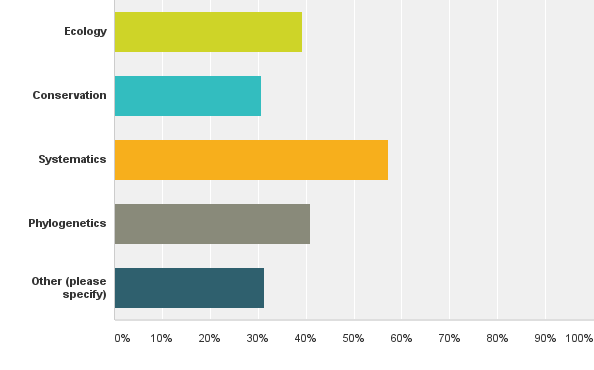 Ecology
Conservation
Systematics
Phylogenetics
Other (please
specify)
0% 10% 20% 30% 40% 50% 60% 70% 80% 90% 100%